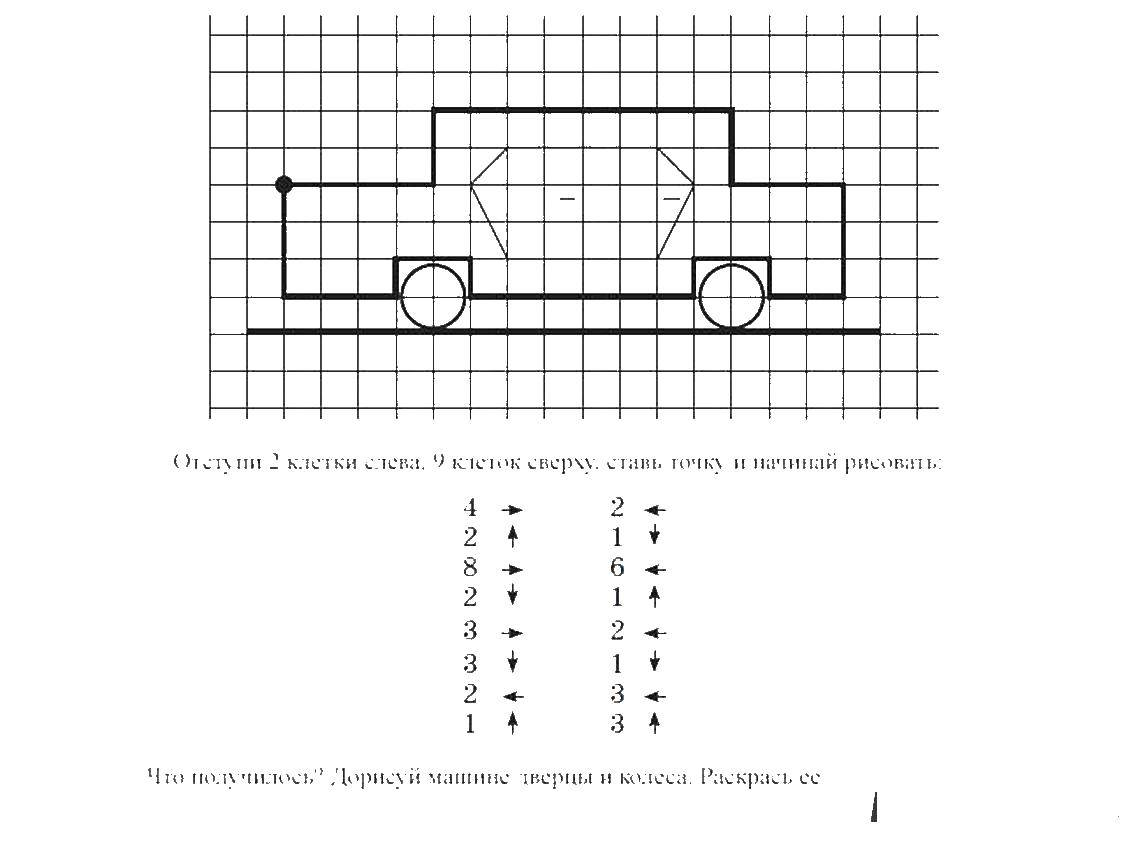 Отступи 2 клетки слева, 9 клеток сверху, ставь точку и начинай рисовать:
4 → 2 ←
2 ↑ 1 ↓
8 → 6 ←
2 ↓ 1 ↑
3 → 2 ←
3 ↓ 1 ↓
2 ← 3 ←
1 ↑ 3 ↑
Что получилось? Дорисуй машине дверцы и колеса. Раскрась ее